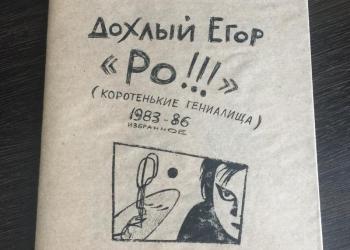 Дохлый Егор
«Ро!!!»
(коротенькие гениалища)
1983-86
избранное